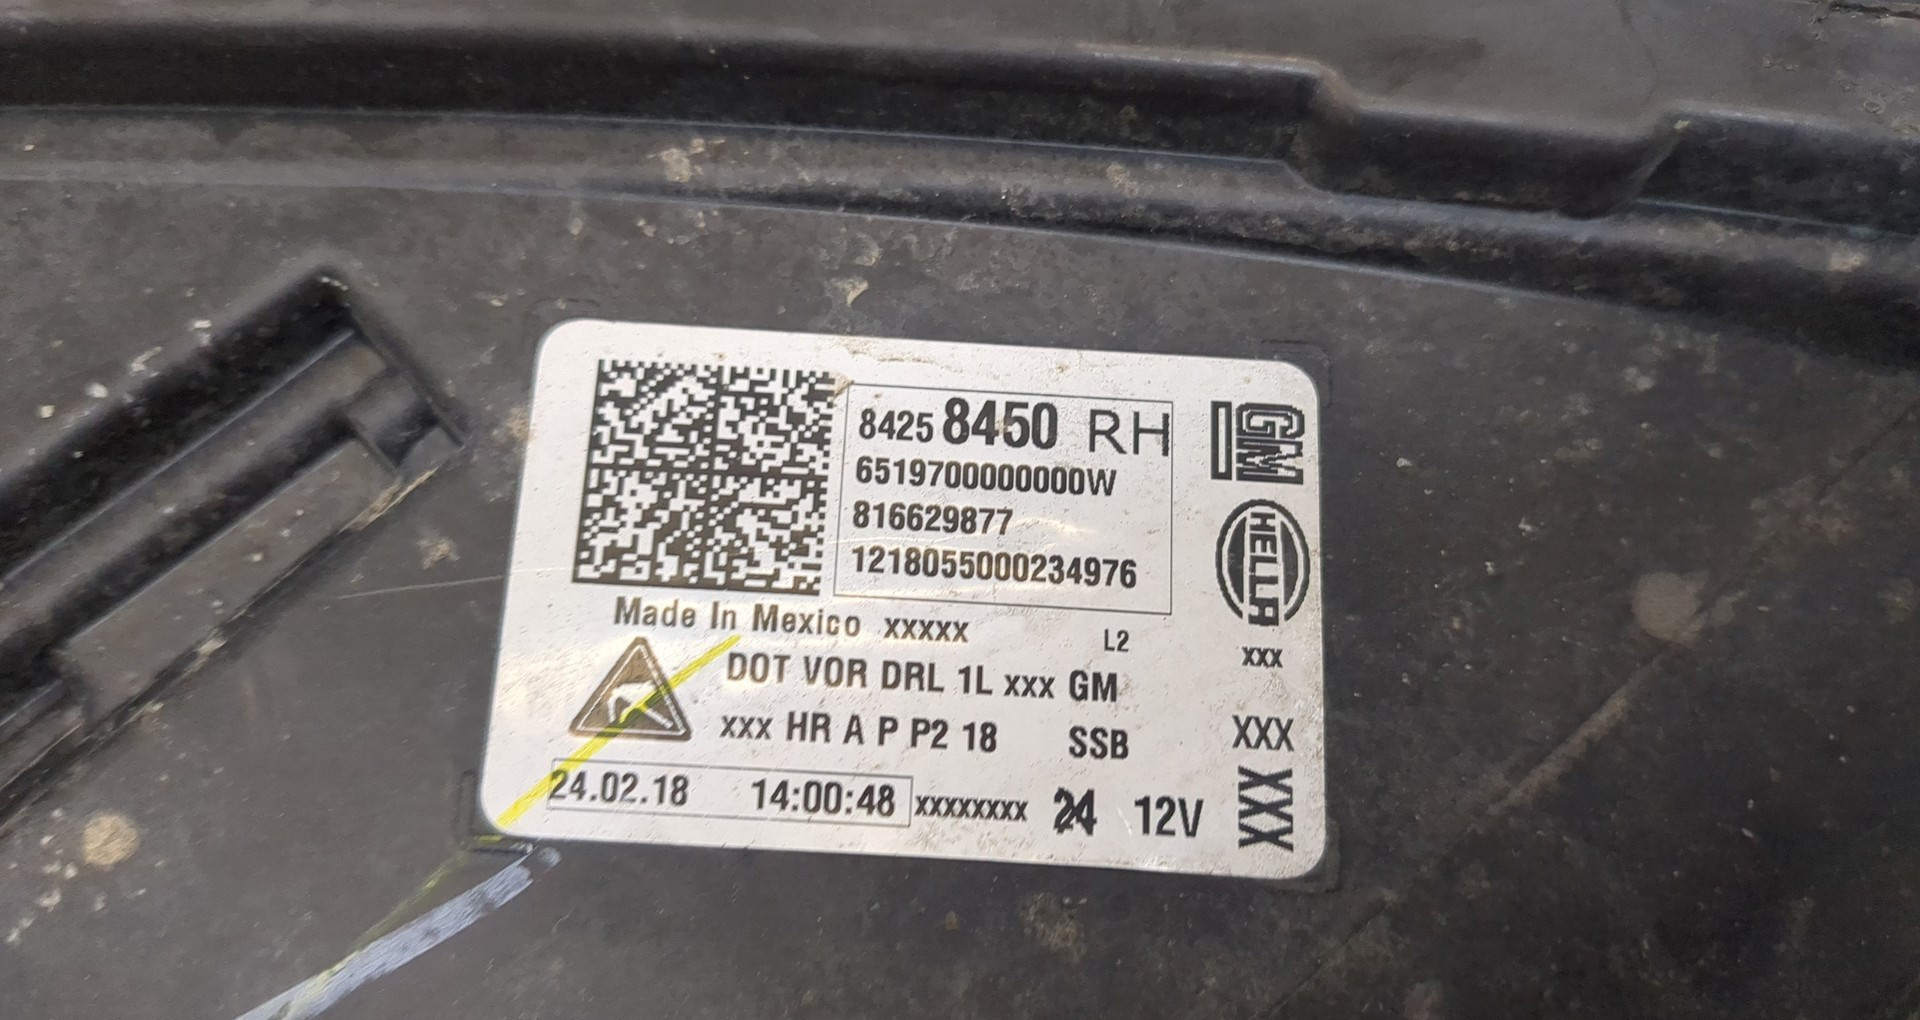 8425 8450 RH
6519700000000W
816629877
1218055000234976
GM
HELLA
Made In Mexico xxxxx
L2
xxx
DOT VOR DRL 1L xxx GM
xxx HR A P P2 18 SSB
XXX
24.02.18 14:00:48 xxxxxxxx 24 12V
XXX